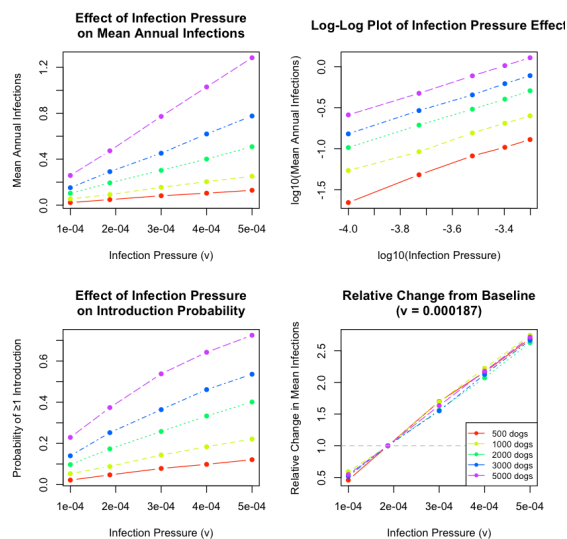 Effect of Infection Pressure
on Mean Annual Infections
Mean Annual Infections
0.0
0.4
0.8
1.2
1e-04
2e-04
3e-04
4e-04
5e-04
Infection Pressure (v)
Log-Log Plot of Infection Pressure Effect
log10(Mean Annual Infections)
0.0
-0.5
-1.0
-1.5
-4.0
-3.8
-3.6
-3.4
log10(Infection Pressure)
Effect of Infection Pressure
on Introduction Probability
Probability of ≥1 Introduction
0.0
0.2
0.4
0.6
1e-04
2e-04
3e-04
4e-04
5e-04
Infection Pressure (v)
Relative Change from Baseline
(v = 0.000187)
Relative Change in Mean Infections
0.5
1.0
1.5
2.0
2.5
500 dogs
1000 dogs
2000 dogs
3000 dogs
5000 dogs
1e-04
2e-04
3e-04
4e-04
5e-04
Infection Pressure (v)